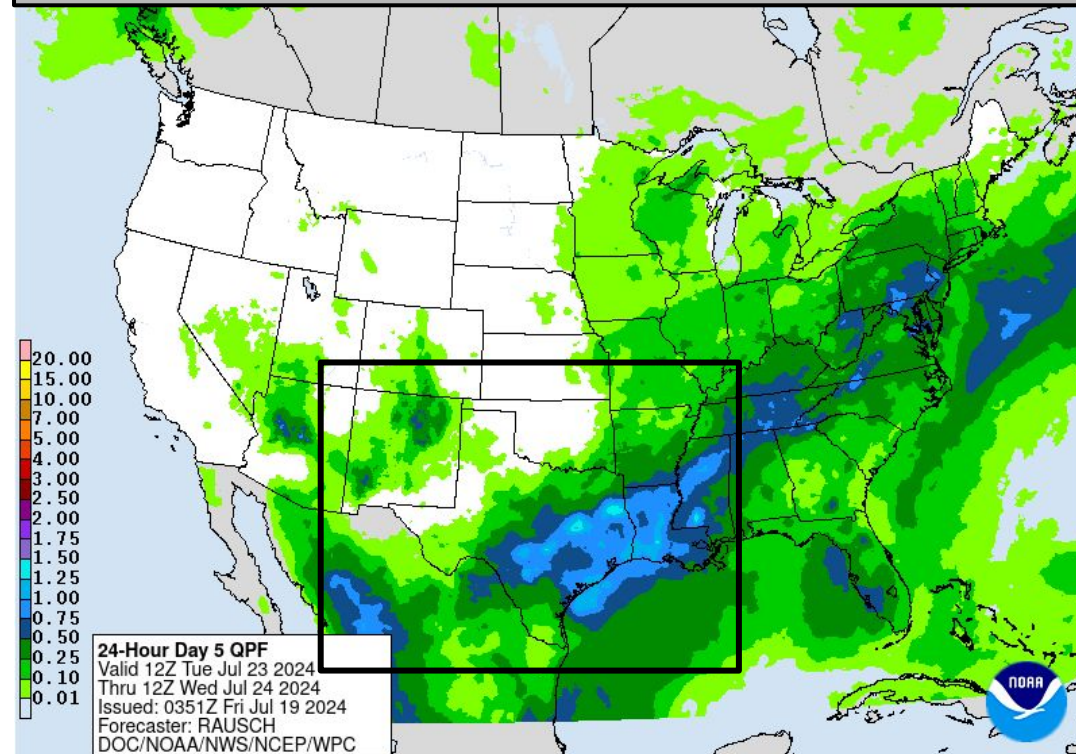 20.00
15.00
10.00
7.00
5.00
4.00
3.00
2.50
2.00
1.75
1.50
1.25
1.00
0.75
0.50
0.25
0.10
0.01
24-Hour Day 5 QPF
Valid 12Z Tue Jul 23 2024
Thru 12Z Wed Jul 24 2024
Issued: 0351Z Fri Jul 19 2024
Forecaster: RAUSCH
DOC/NOAA/NWS/NCEP/WPC
NOAA